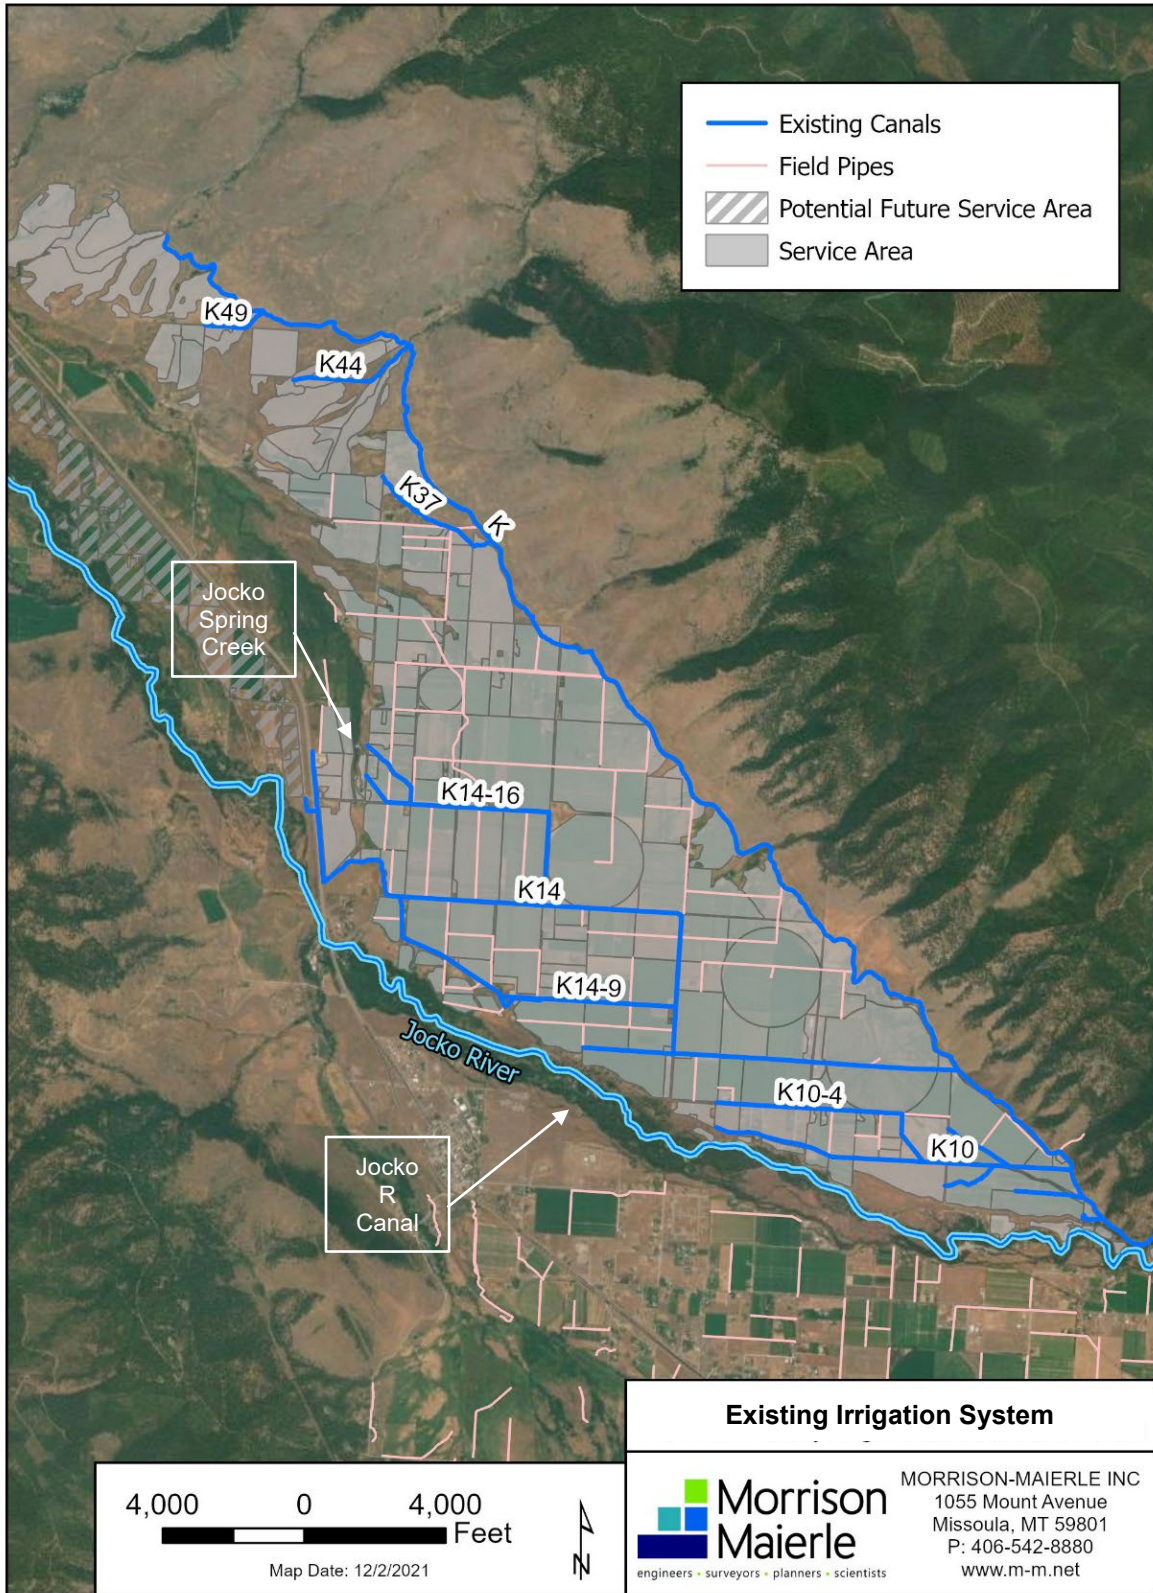 Existing Canals
Field Pipes
Potential Future Service Area
Service Area
K49
K44
K37
K
Jocko
Spring
Creek
K14-16
K14
K14-9
Jocko River
K10-4
K10
Jocko
R
Canal
Existing Irrigation System
4,000 0 4,000
Feet
Map Date: 12/2/2021
N
Morrison
Maierle
engineers • surveyors • planners • scientists
MORRISON-MAIERLE INC
1055 Mount Avenue
Missoula, MT 59801
P: 406-542-8880
www.m-m.net